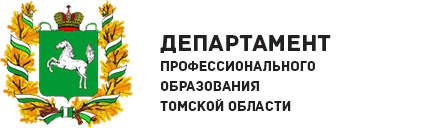 ДЕПАРТАМЕНТ
ПРОФЕССИОНАЛЬНОГО
ОБРАЗОВАНИЯ
ТОМСКОЙ ОБЛАСТИ